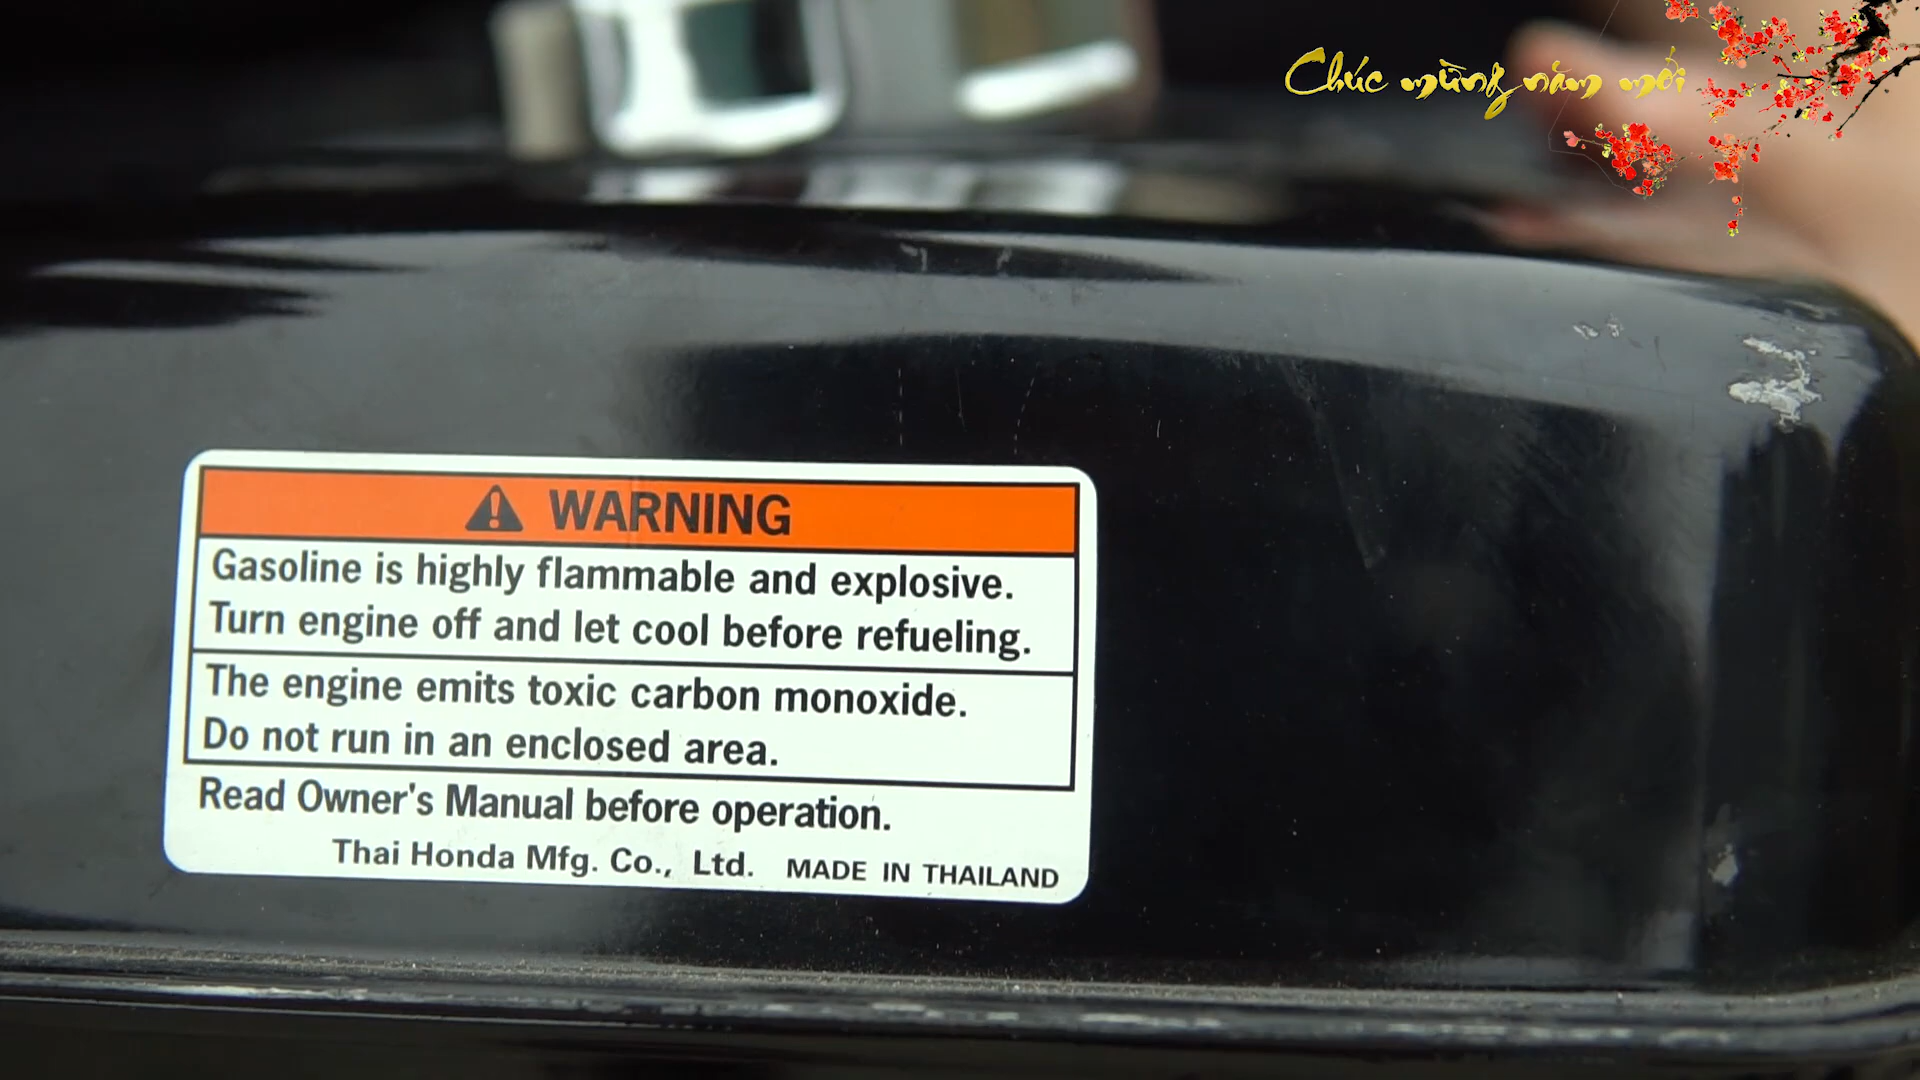 Chúc mừng năm mới
WARNING
Gasoline is highly flammable and explosive.
Turn engine off and let cool before refueling.
The engine emits toxic carbon monoxide.
Do not run in an enclosed area.
Read Owner's Manual before operation.
Thai Honda Mfg. Co., Ltd. MADE IN THAILAND